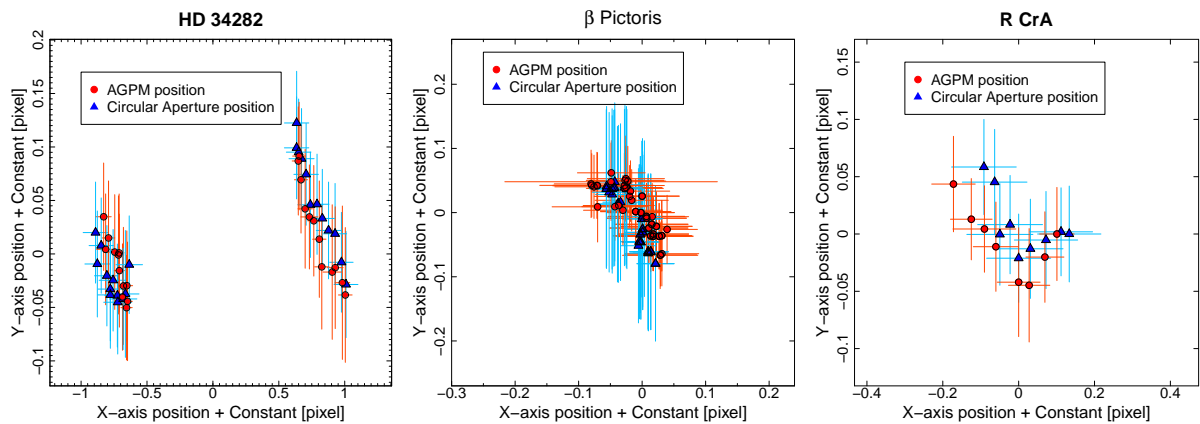 HD 34282
AGPM position
Circular Aperture position
Y−axis position + Constant [pixel]
0.2
0.15
0.1
0.05
0
−0.05
−0.1
−1
−0.5
0
0.5
1
X−axis position + Constant [pixel]
β Pictoris
AGPM position
Circular Aperture position
Y−axis position + Constant [pixel]
0.2
0.1
0
−0.1
−0.2
−0.3
−0.2
−0.1
0
0.1
0.2
X−axis position + Constant [pixel]
R CrA
AGPM position
Circular Aperture position
Y−axis position + Constant [pixel]
0.15
0.1
0.05
0
−0.05
−0.1
−0.4
−0.2
0
0.2
0.4
X−axis position + Constant [pixel]